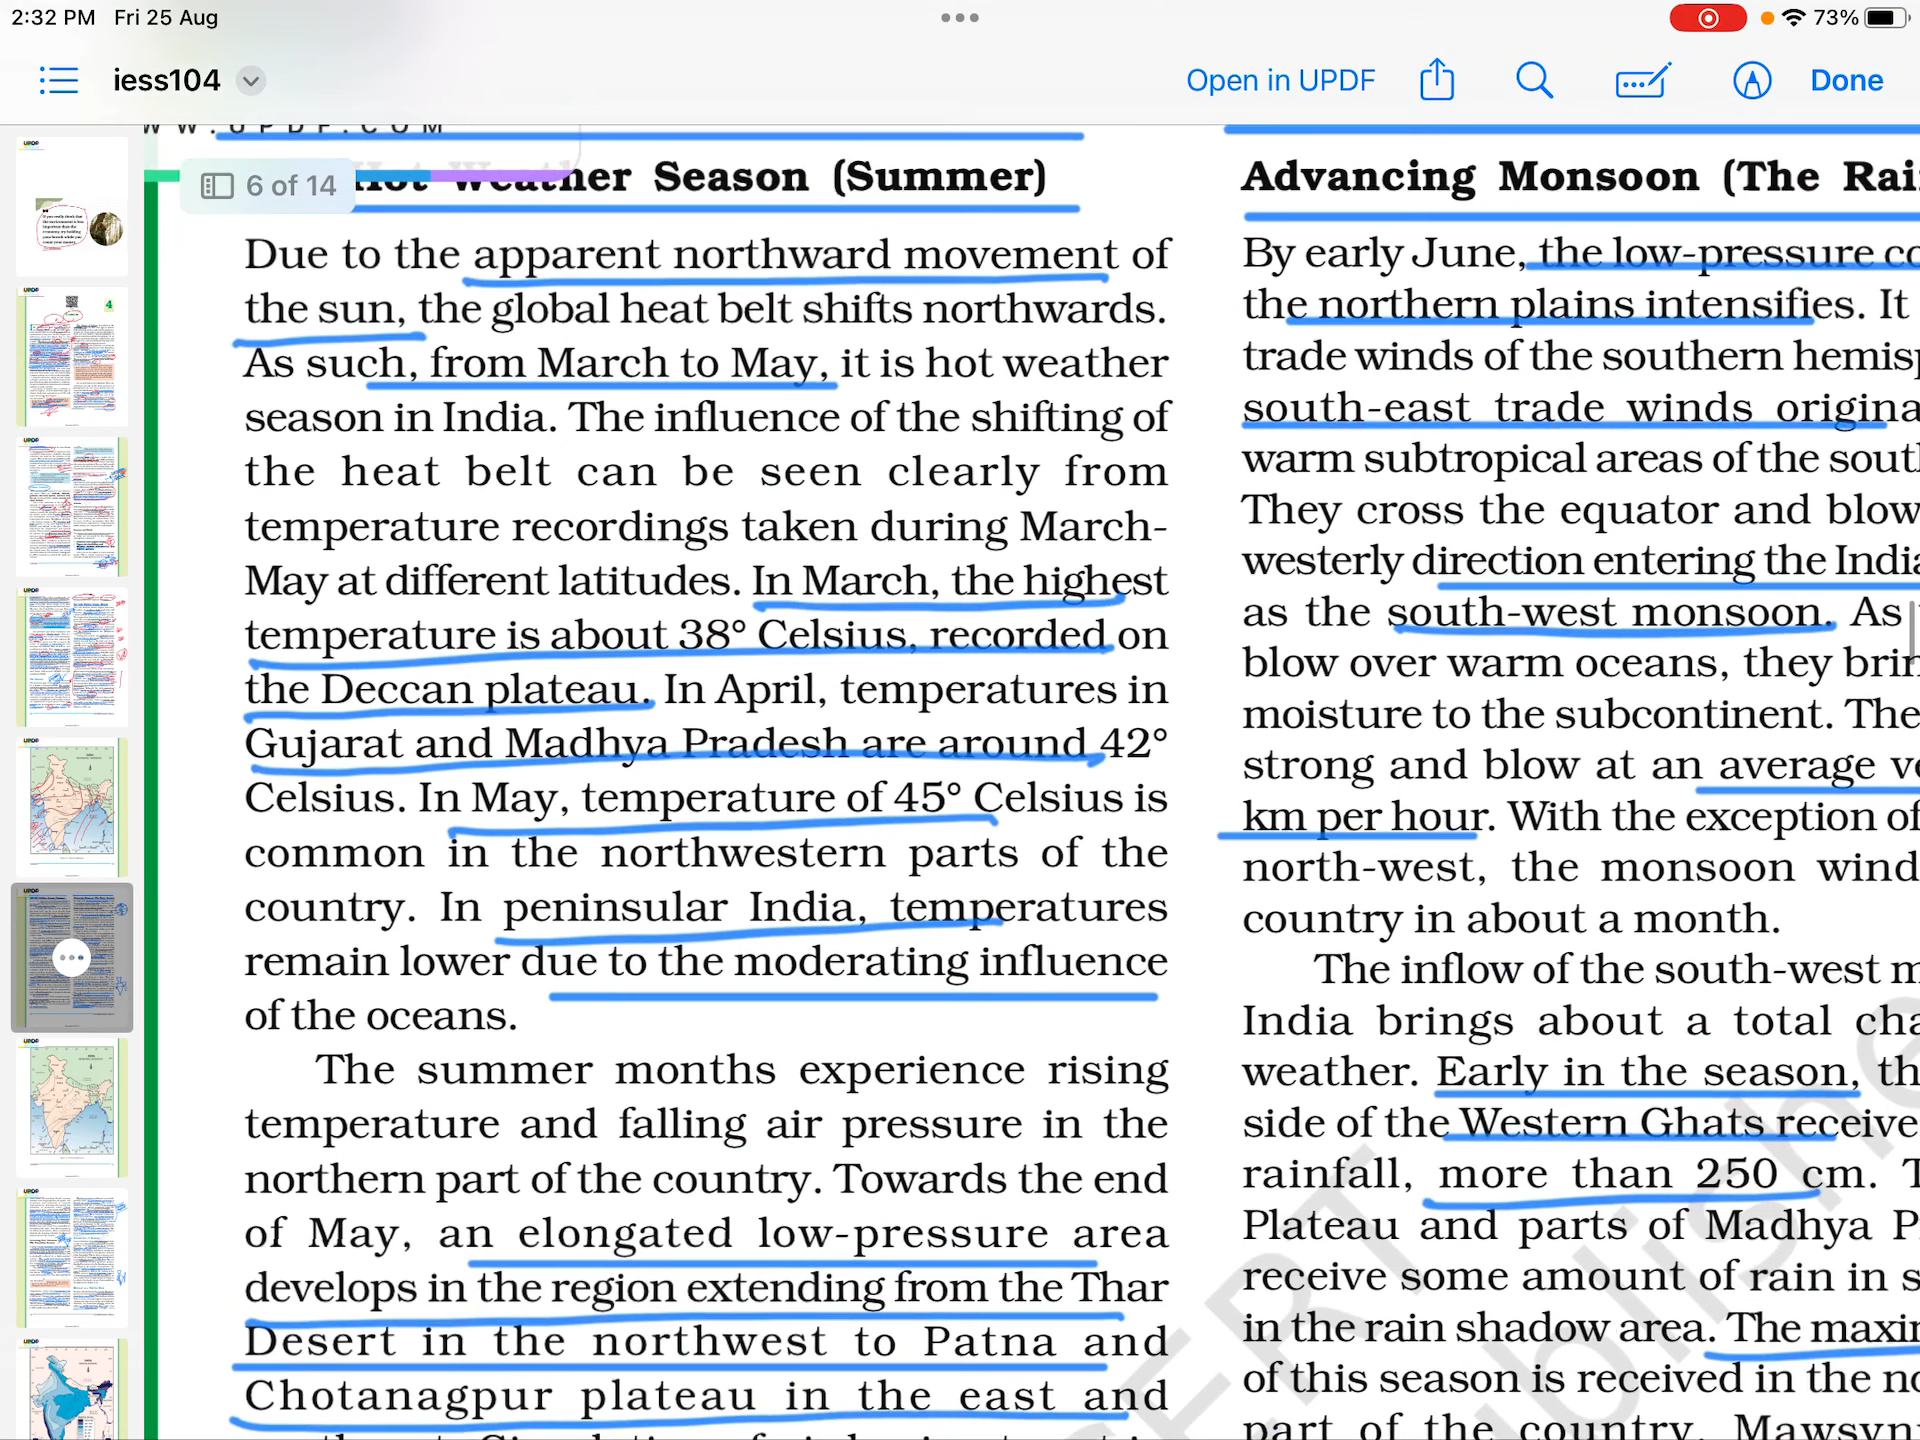 2:32 PM Fri 25 Aug
73%
iess104
Open in UPDF
Done
WWW.UPDF.COM
6 of 14
Hot Weather Season (Summer)
Due to the apparent northward movement of
the sun, the global heat belt shifts northwards.
As such, from March to May, it is hot weather
season in India. The influence of the shifting of
the heat belt can be seen clearly from
temperature recordings taken during March-
May at different latitudes. In March, the highest
temperature is about 38° Celsius, recorded on
the Deccan plateau. In April, temperatures in
Gujarat and Madhya Pradesh are around 42°
Celsius. In May, temperature of 45° Celsius is
common in the northwestern parts of the
country. In peninsular India, temperatures
remain lower due to the moderating influence
of the oceans.
The summer months experience rising
temperature and falling air pressure in the
northern part of the country. Towards the end
of May, an elongated low-pressure area
develops in the region extending from the Thar
Desert in the northwest to Patna and
Chotanagpur plateau in the east and
Advancing Monsoon (The Rai
By early June, the low-pressure co
the northern plains intensifies. It
trade winds of the southern hemisp
south-east trade winds origina
warm subtropical areas of the sout
They cross the equator and blow
westerly direction entering the India
as the south-west monsoon. As
blow over warm oceans, they brin
moisture to the subcontinent. The
strong and blow at an average ve
km per hour. With the exception of
north-west, the monsoon wind
country in about a month.
The inflow of the south-west m
India brings about a total cha
weather. Early in the season, th
side of the Western Ghats receive
rainfall, more than 250 cm. T
Plateau and parts of Madhya P
receive some amount of rain in s
in the rain shadow area. The maxi
of this season is received in the no
part of the country. Mawsyn